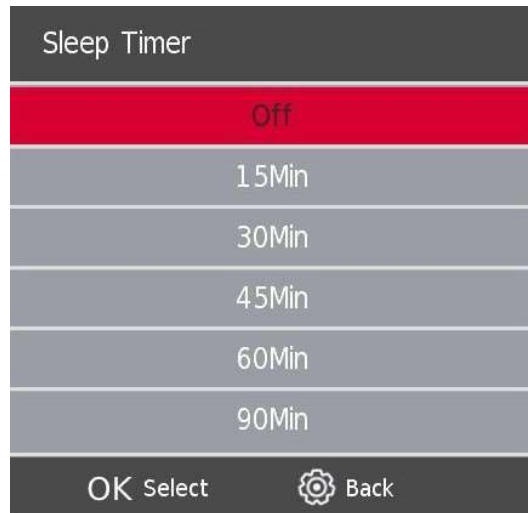 Sleep Timer
Off
15Min
30Min
45Min
60Min
90Min
OK Select Back